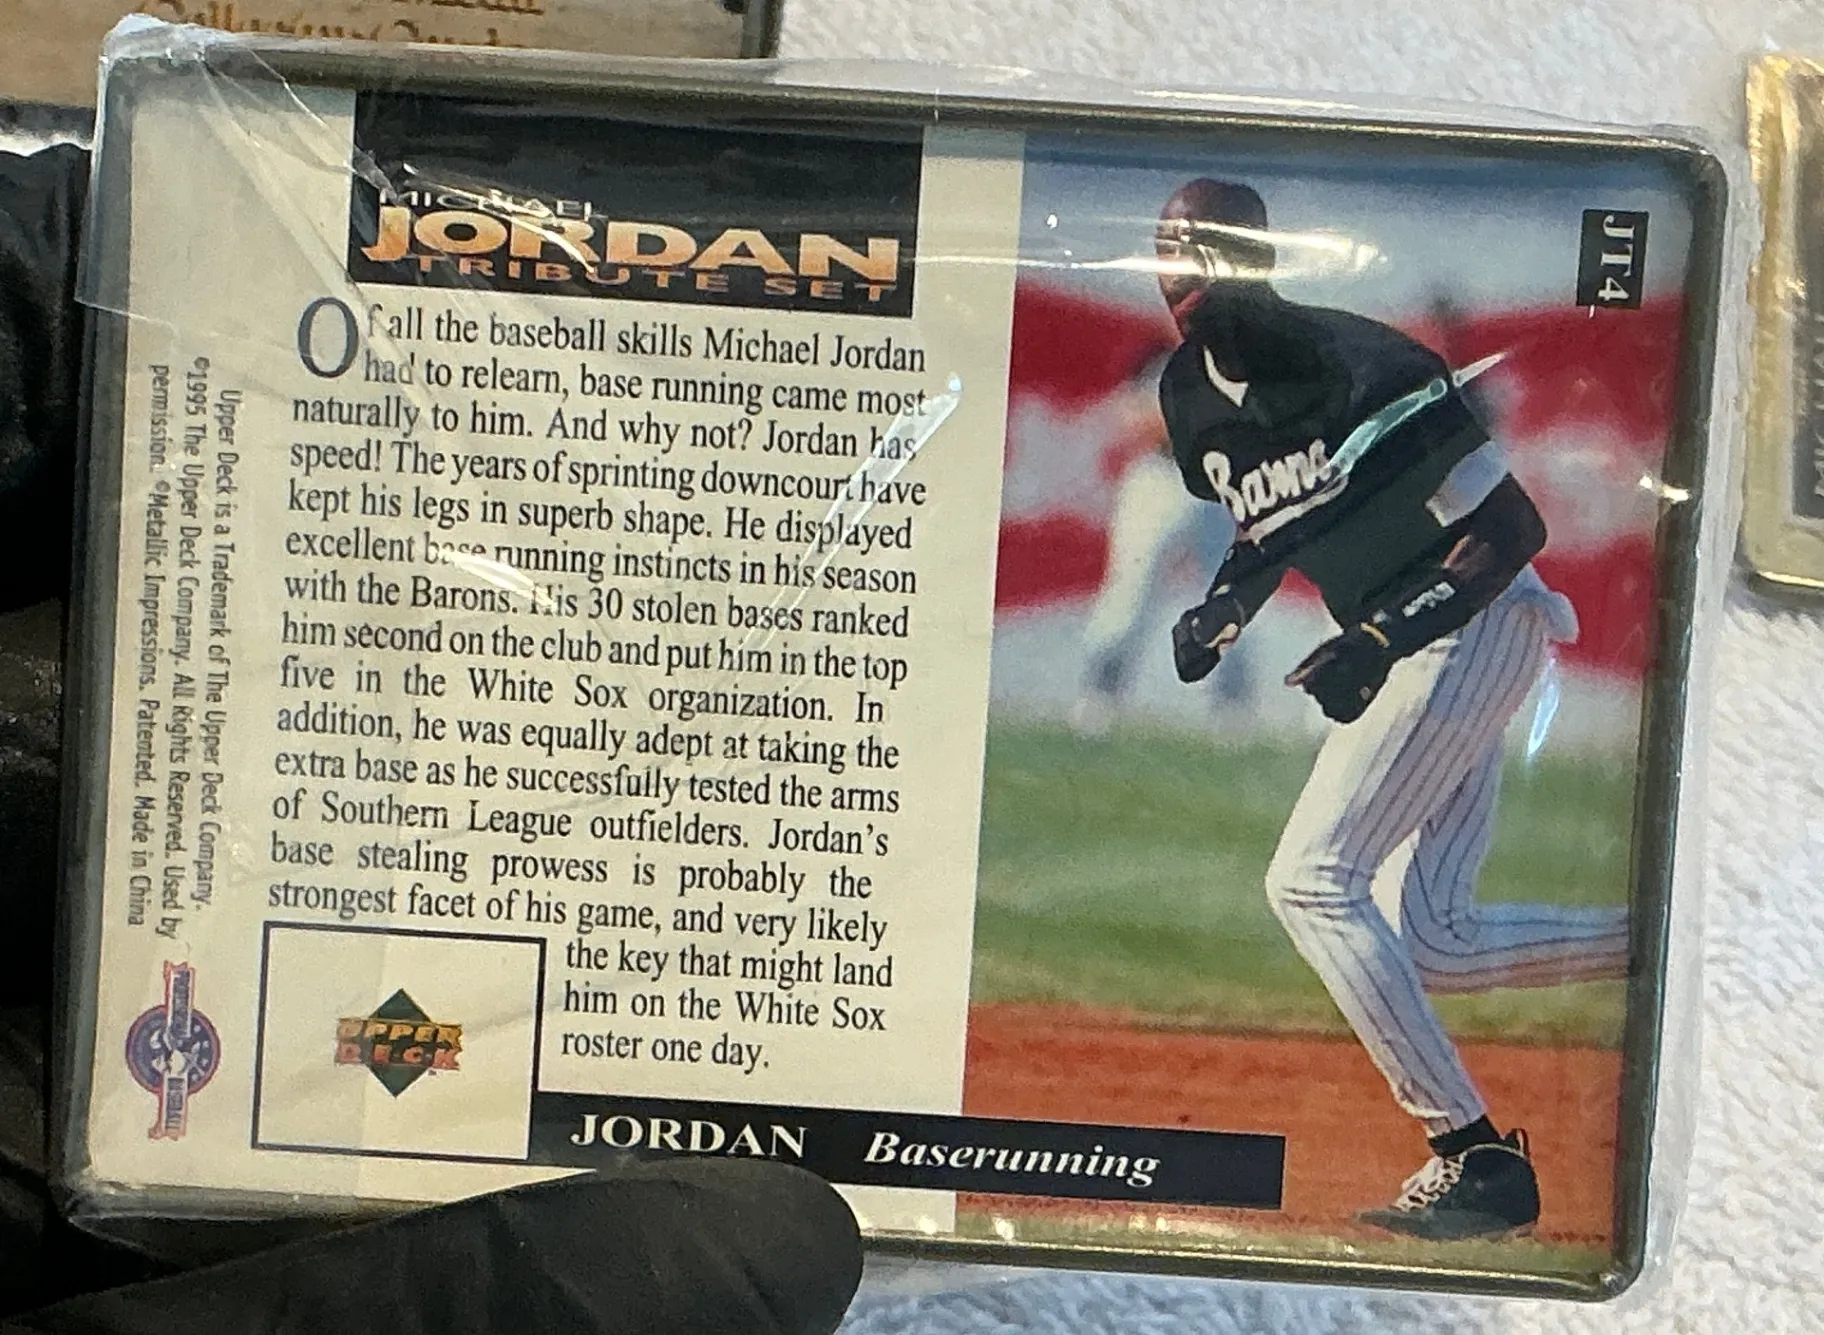 MICHAEL
JORDAN
TRIBUTE SET
JT4
Of all the baseball skills Michael Jordan
had to relearn, base running came most
naturally to him. And why not? Jordan has
speed! The years of sprinting downcourt have
kept his legs in superb shape. He displayed
excellent base running instincts in his season
with the Barons. His 30 stolen bases ranked
him second on the club and put him in the top
five in the White Sox organization. In
addition, he was equally adept at taking the
extra base as he successfully tested the arms
of Southern League outfielders. Jordan's
base stealing prowess is probably the
strongest facet of his game, and very likely
the key that might land
him on the White Sox
roster one day.
UPPER
DECK
JORDAN Baserunning
Barons
Upper Deck is a Trademark of The Upper Deck Company.
©1995 The Upper Deck Company. All Rights Reserved. Used by
permission. ©Metallic Impressions. Patented. Made in China
BASEBALL